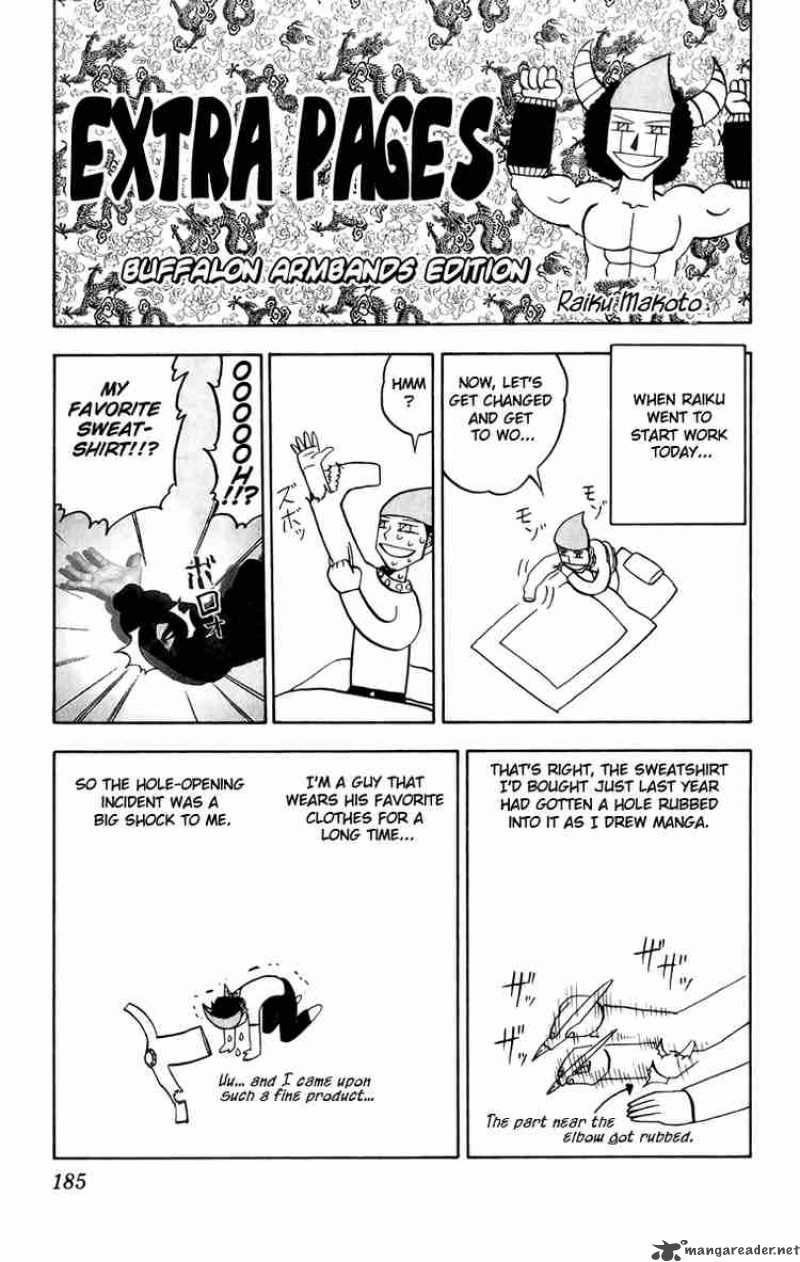 EXTRA PAGES
BUFFALON ARMBANDS EDITION
Raiku Makoto
WHEN RAIKU
WENT TO
START WORK
TODAY...
NOW, LET'S
GET CHANGED
AND GET
TO WO...
モゾ
モゾ
HMM
?
ズボッ
OOOOOH!!?
MY
FAVORITE
SWEAT-
SHIRT!!?
ボロオ
THAT'S RIGHT, THE SWEATSHIRT
I'D BOUGHT JUST LAST YEAR
HAD GOTTEN A HOLE RUBBED
INTO IT AS I DREW MANGA.
ザザッ
ザザッ
ザザッ
The part near the
elbow got rubbed.
I'M A GUY THAT
WEARS HIS FAVORITE
CLOTHES FOR A
LONG TIME...
SO THE HOLE-OPENING
INCIDENT WAS A
BIG SHOCK TO ME.
Uu... and I came upon
such a fine product...
185
mangareader.net